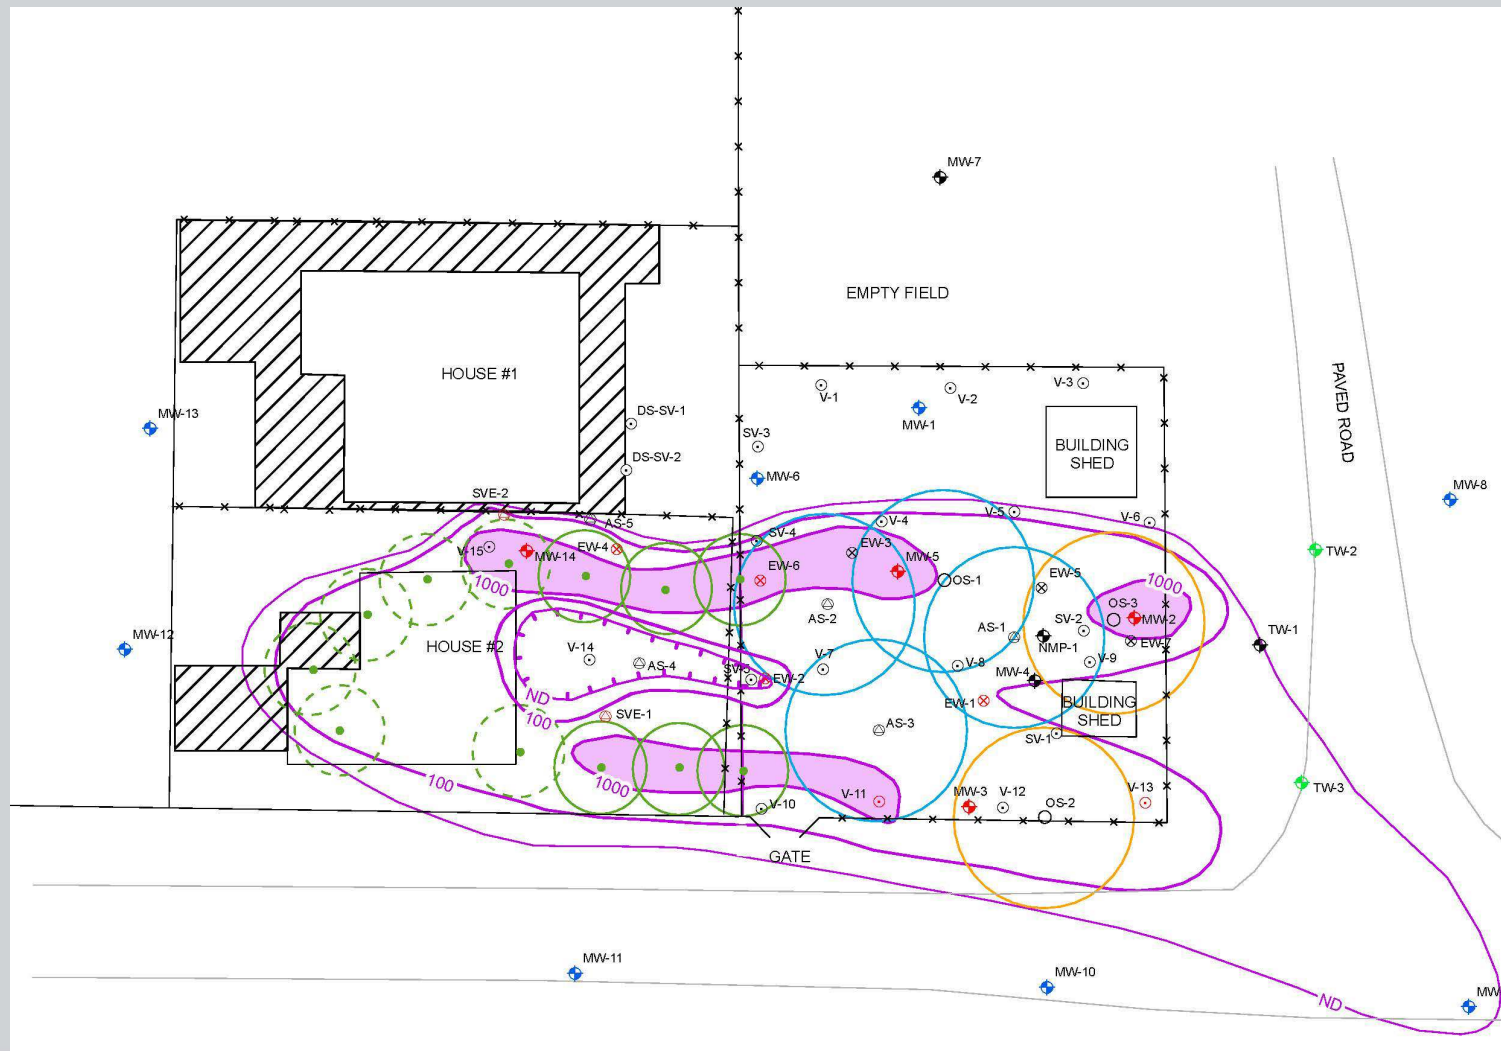 MW-7
EMPTY FIELD
HOUSE #1
PAVED ROAD
V-3
V-1
V-2
MW-13
DS-SV-1
MW-1
SV-3
BUILDING
SHED
DS-SV-2
MW-6
MW-8
SVE-2
V-5
V-6
AS-5
V-4
SV-4
V-15
EW-4
EW-3
MW-14
MW-5
TW-2
EW-6
EW-5
OS-1
1000
1000
OS-3
AS-2
SV-2
MW-2
AS-1
TW-1
MW-12
HOUSE #2
V-14
NMP-1
EW-7
AS-4
V-7
V-8
V-9
SV-5
EW-2
MW-4
ND
EW-1
BUILDING
SHED
100
SVE-1
AS-3
SV-1
100
1000
TW-3
V-11
MW-3
V-12
OS-2
V-13
V-10
GATE
MW-11
MW-10
ND
MW